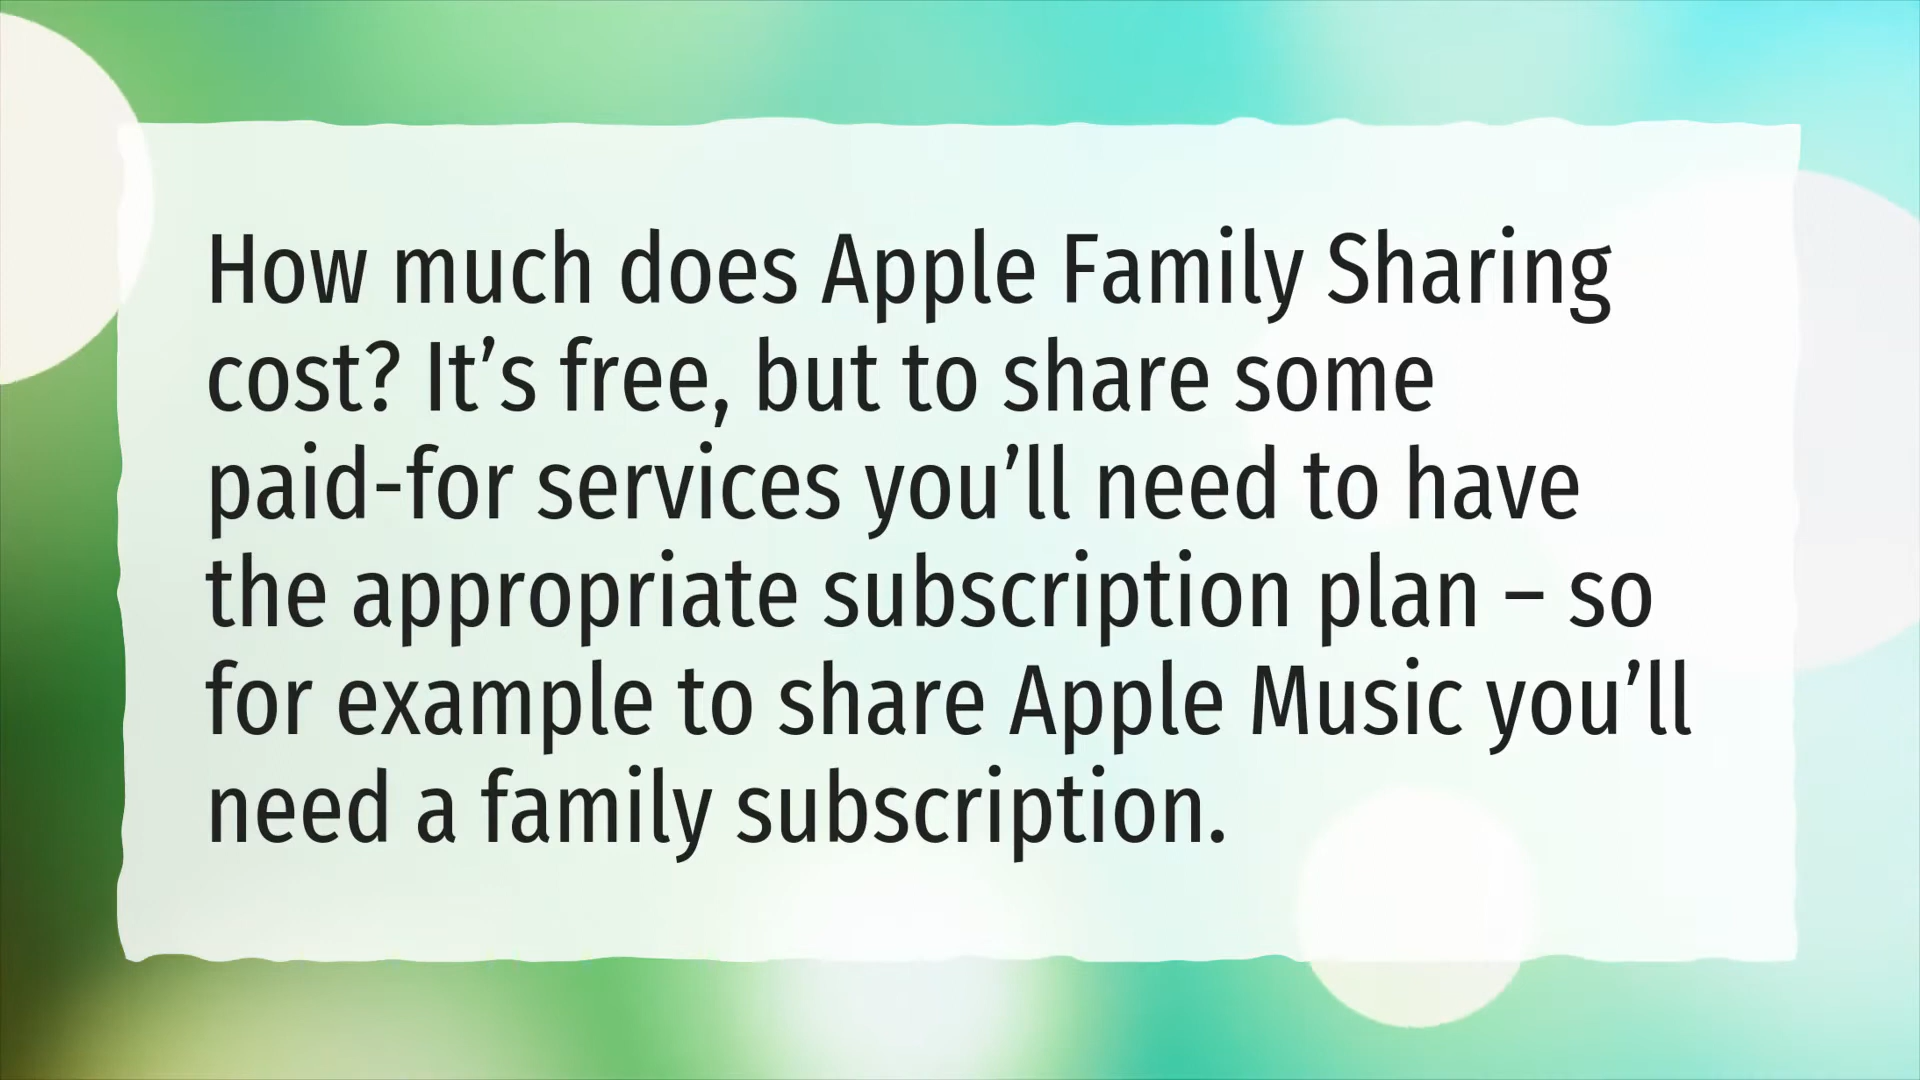 How much does Apple Family Sharing
cost? It’s free, but to share some
paid-for services you’ll need to have
the appropriate subscription plan – so
for example to share Apple Music you’ll
need a family subscription.